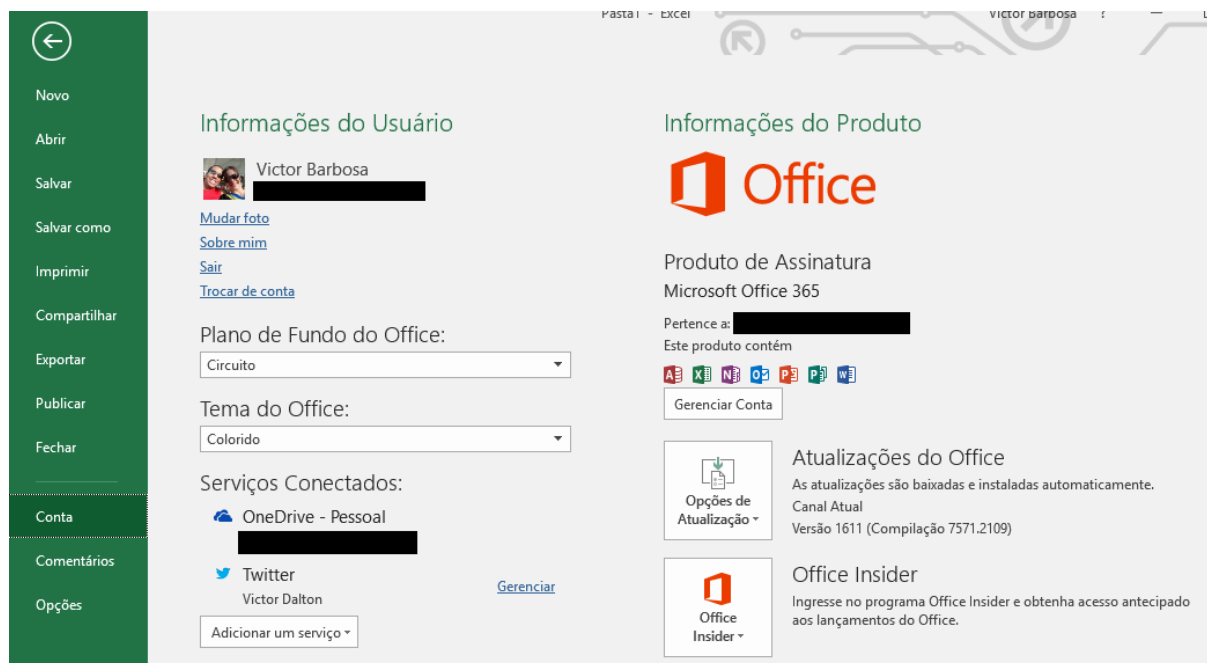 Pasta1 - Excel
Victor Barbosa ?
Novo
Abrir
Salvar
Salvar como
Imprimir
Compartilhar
Exportar
Publicar
Fechar
Conta
Comentários
Opções
Informações do Usuário
Victor Barbosa
Mudar foto
Sobre mim
Sair
Trocar de conta
Plano de Fundo do Office:
Circuito
Tema do Office:
Colorido
Serviços Conectados:
OneDrive - Pessoal
Twitter
Victor Dalton
Gerenciar
Adicionar um serviço
Informações do Produto
Office
Produto de Assinatura
Microsoft Office 365
Pertence a:
Este produto contém
Gerenciar Conta
Opções de
Atualização
Atualizações do Office
As atualizações são baixadas e instaladas automaticamente.
Canal Atual
Versão 1611 (Compilação 7571.2109)
Office
Insider
Office Insider
Ingresse no programa Office Insider e obtenha acesso antecipado
aos lançamentos do Office.